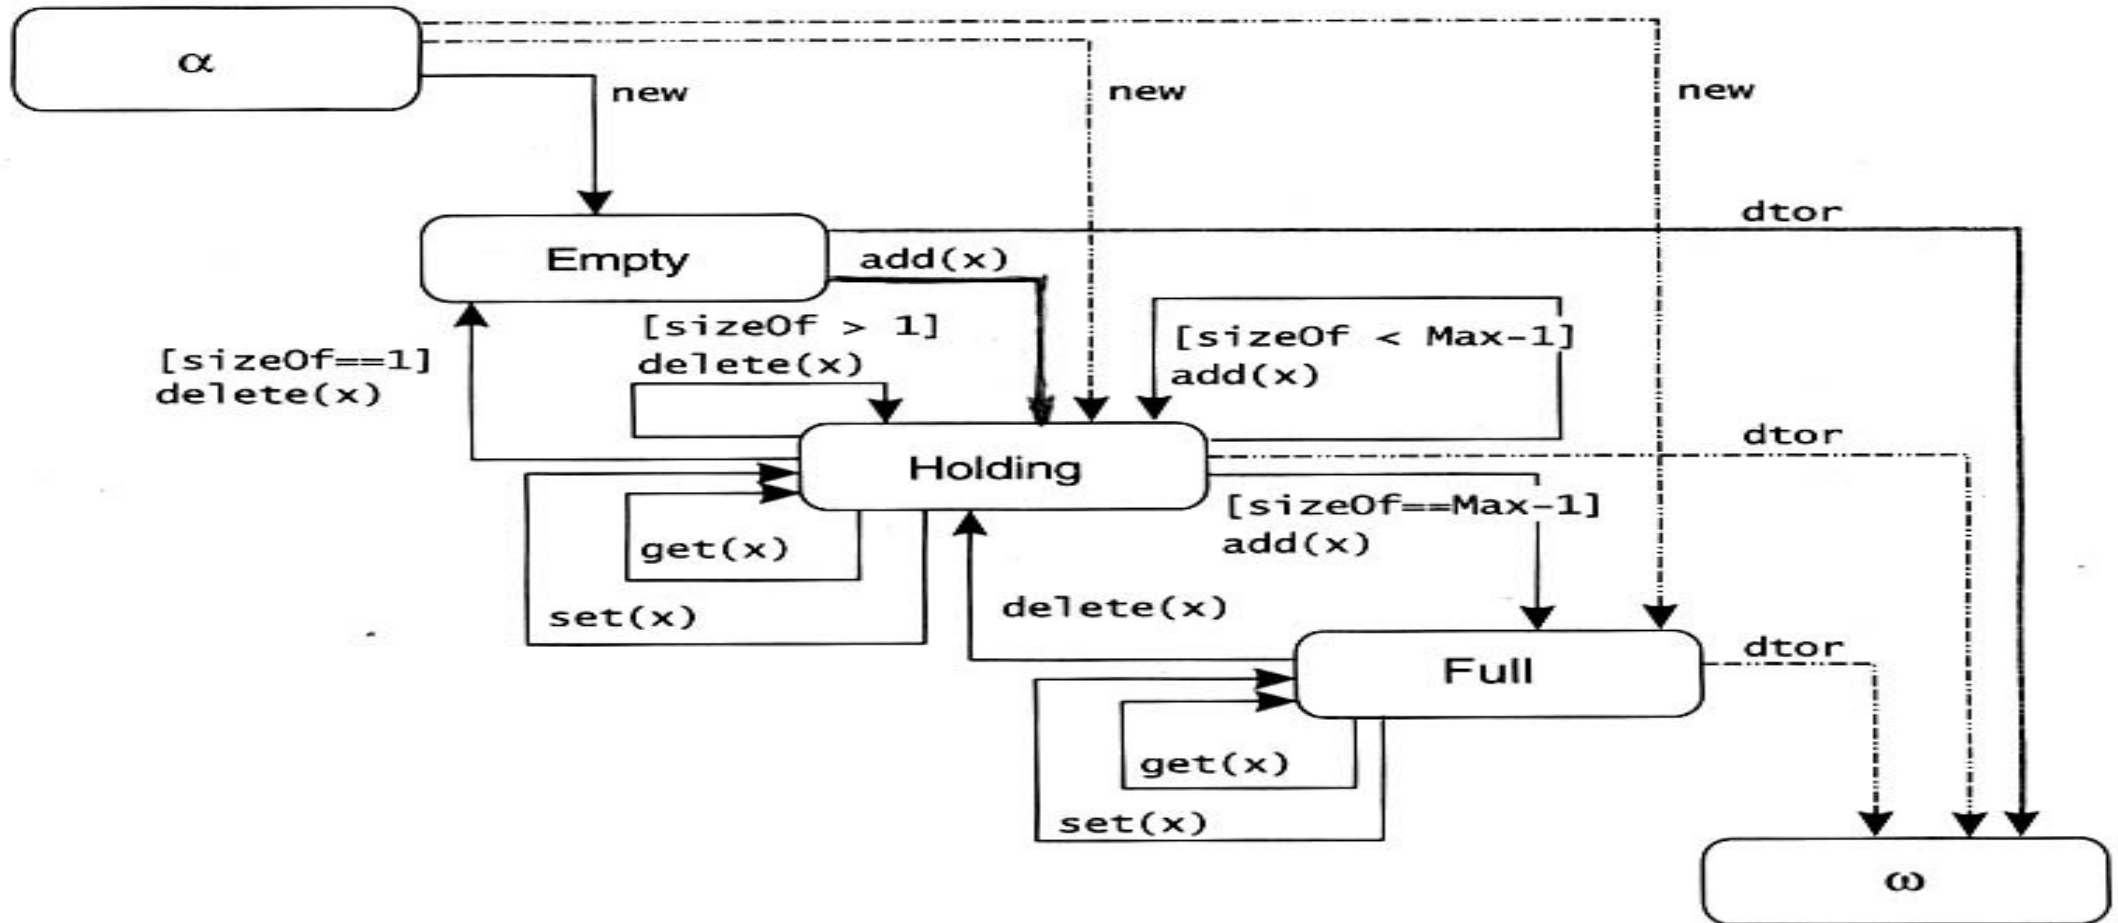 α
new
new
new
dtor
Empty
add(x)
[sizeOf > 1]
delete(x)
[sizeOf < Max-1]
add(x)
[sizeOf==1]
delete(x)
dtor
Holding
[sizeOf==Max-1]
add(x)
get(x)
set(x)
delete(x)
dtor
Full
get(x)
set(x)
ω